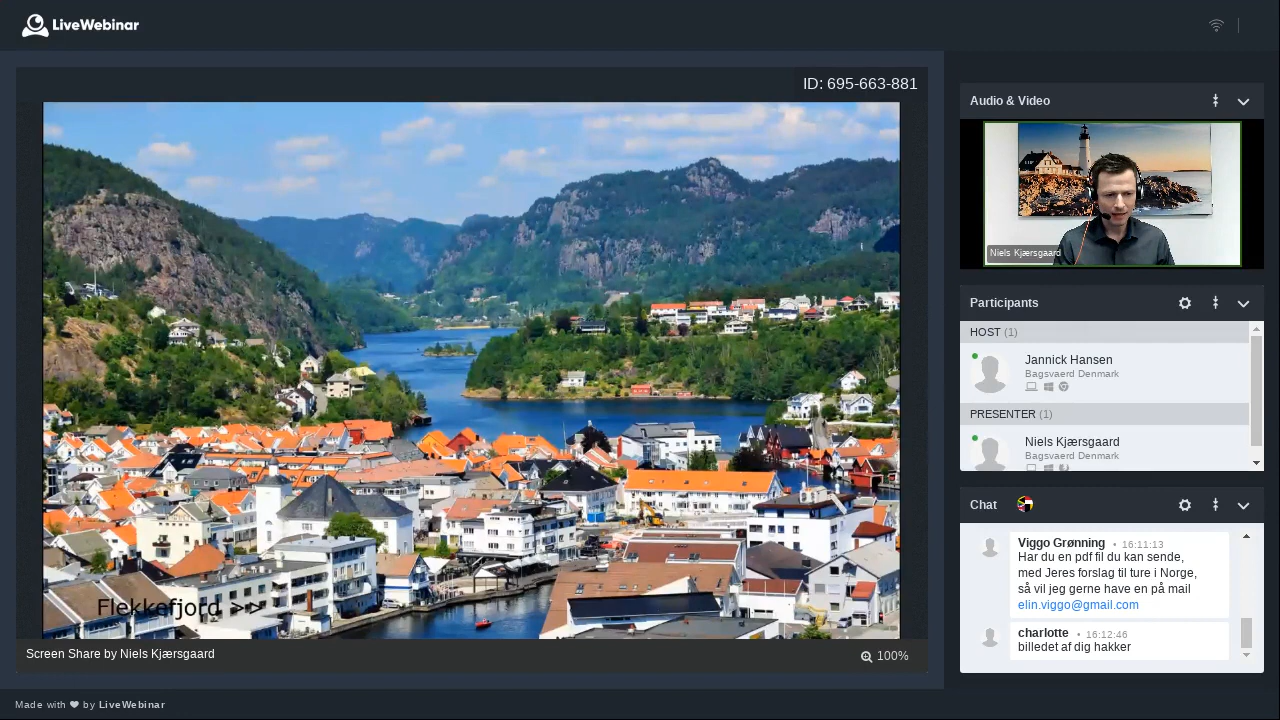 LiveWebinar
ID: 695-663-881
Flekkefjord >>
Screen Share by Niels Kjærsgaard
100%
Audio & Video
Niels Kjærsgaard
Participants
HOST (1)
Jannick Hansen
Bagsvaerd Denmark
PRESENTER (1)
Niels Kjærsgaard
Bagsvaerd Denmark
Chat
Viggo Grønning • 16:11:13
Har du en pdf fil du kan sende,
med Jeres forslag til ture i Norge,
så vil jeg gerne have en på mail
elin.viggo@gmail.com
charlotte • 16:12:46
billedet af dig hakker
Made with ❤ by LiveWebinar